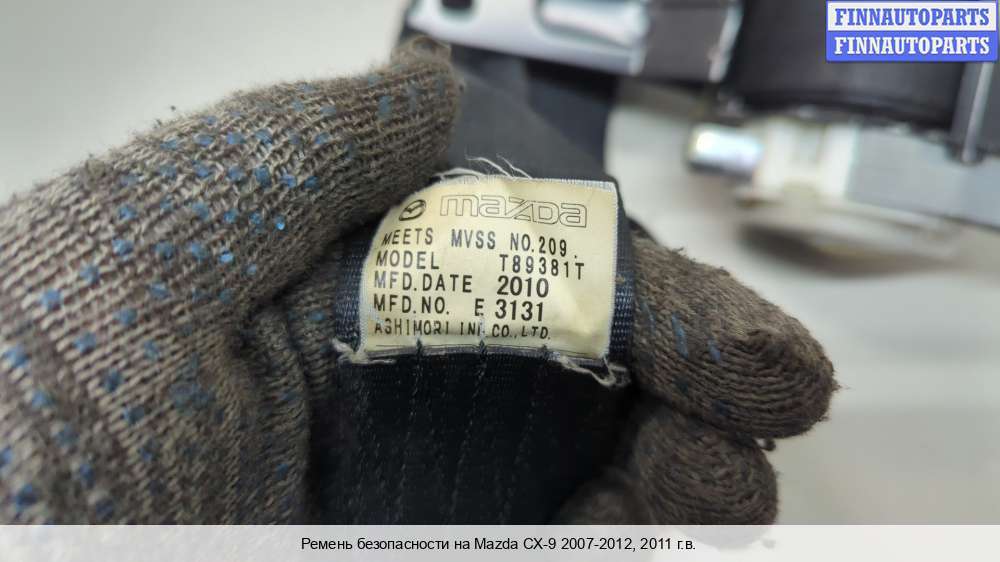 FINNAUTOPARTS
FINNAUTOPARTS
mazda
MEETS MVSS NO.209.
MODEL T89381T
MFD.DATE 2010
MFD.NO. E 3131
ASHIMORI IND.CO.,LTD.
Ремень безопасности на Mazda CX-9 2007-2012, 2011 г.в.